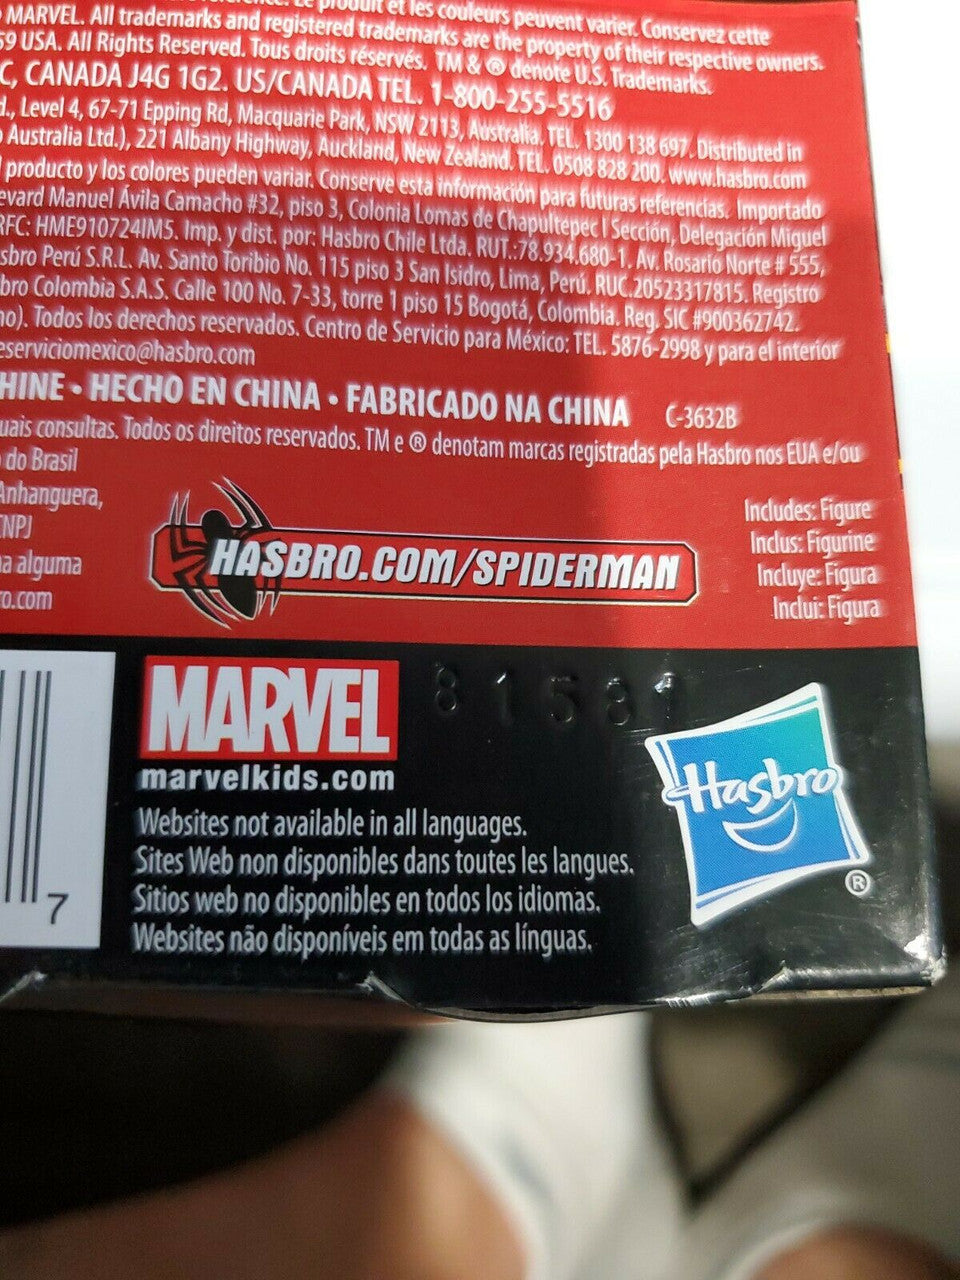 Le produit et les couleurs peuvent varier. Conservez cette
MARVEL. All trademarks and registered trademarks are the property of their respective owners.
59 USA. All Rights Reserved. Tous droits réservés. TM & ® denote U.S. Trademarks.
C, CANADA J4G 1G2. US/CANADA TEL. 1-800-255-5516
d., Level 4, 67-71 Epping Rd, Macquarie Park, NSW 2113, Australia. TEL. 1300 138 697. Distributed in
Australia Ltd.), 221 Albany Highway, Auckland, New Zealand. TEL. 0508 828 200. www.hasbro.com
l producto y los colores pueden variar. Conserve esta información para futuras referencias. Importado
evard Manuel Ávila Camacho #32, piso 3, Colonia Lomas de Chapultepec I Sección, Delegación Miguel
RFC: HME910724IM5. Imp. y dist. por: Hasbro Chile Ltda. RUT.:78.934.680-1. Av. Rosario Norte # 555,
sbro Perú S.R.L. Av. Santo Toribio No. 115 piso 3 San Isidro, Lima, Perú. RUC.20523317815. Registro
bro Colombia S.A.S. Calle 100 No. 7-33, torre 1 piso 15 Bogotá, Colombia. Reg. SIC #900362742.
no). Todos los derechos reservados. Centro de Servicio para México: TEL. 5876-2998 y para el interior
eserviciomexico@hasbro.com
HINE • HECHO EN CHINA • FABRICADO NA CHINA C-3632B
uais consultas. Todos os direitos reservados. TM e ® denotam marcas registradas pela Hasbro nos EUA e/ou
do Brasil
Anhanguera,
CNPJ
a alguma
ro.com
HASBRO.COM/SPIDERMAN
Includes: Figure
Inclus: Figurine
Incluye: Figura
Inclui: Figura
MARVEL
81587
marvelkids.com
Hasbro
®
Websites not available in all languages.
Sites Web non disponibles dans toutes les langues.
Sitios web no disponibles en todos los idiomas.
Websites não disponíveis em todas as línguas.
7